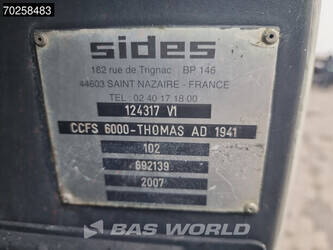 70258483
sides
182 rue de Trignac BP 146
44603 SAINT NAZAIRE - FRANCE
TEL : 02 40 17 18 00
124317 V1
CCFS 6000-THOMAS AD 1941
102
692139
2007
BAS WORLD